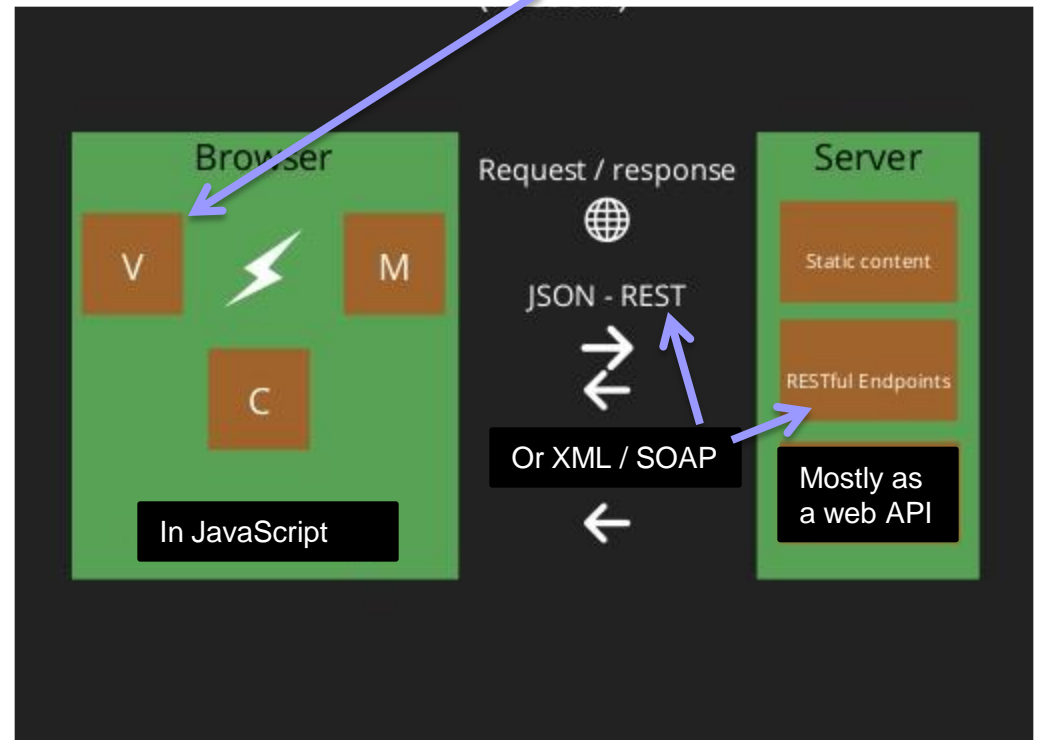 Browser
V
M
C
In JavaScript
Request / response
JSON - REST
Or XML / SOAP
Server
Static content
RESTful Endpoints
Mostly as
a web API